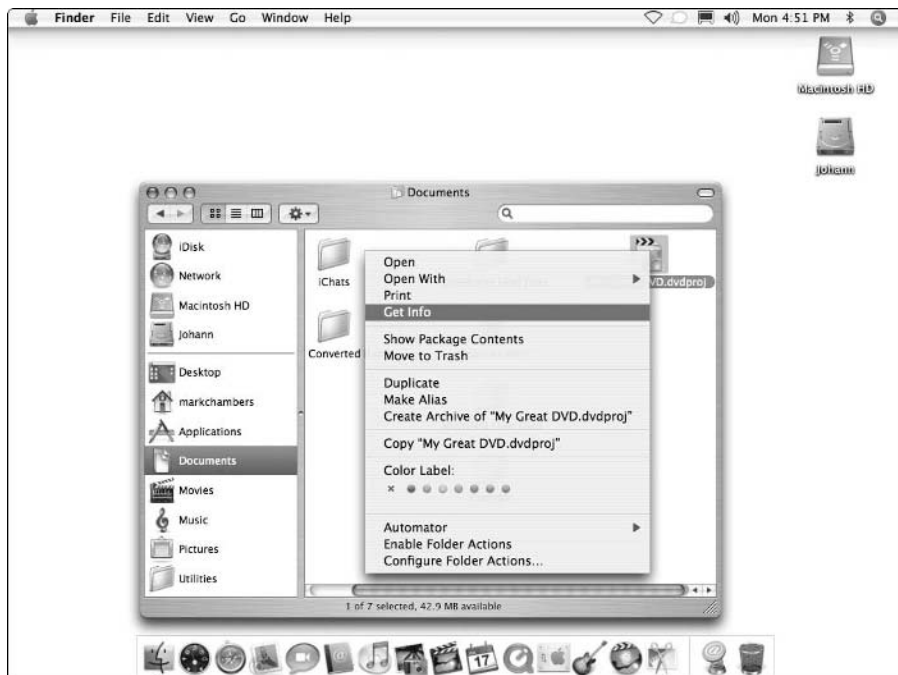 Finder File Edit View Go Window Help Mon 4:51 PM
Macintosh HD
Johann
Documents
iDisk
Network
Macintosh HD
Johann
Desktop
markchambers
Applications
Documents
Movies
Music
Pictures
Utilities
iChats
VD.dvdproj
Converted
Open
Open With
Print
Get Info
Show Package Contents
Move to Trash
Duplicate
Make Alias
Create Archive of "My Great DVD.dvdproj"
Copy "My Great DVD.dvdproj"
Color Label:
Automator
Enable Folder Actions
Configure Folder Actions...
1 of 7 selected, 42.9 MB available
17